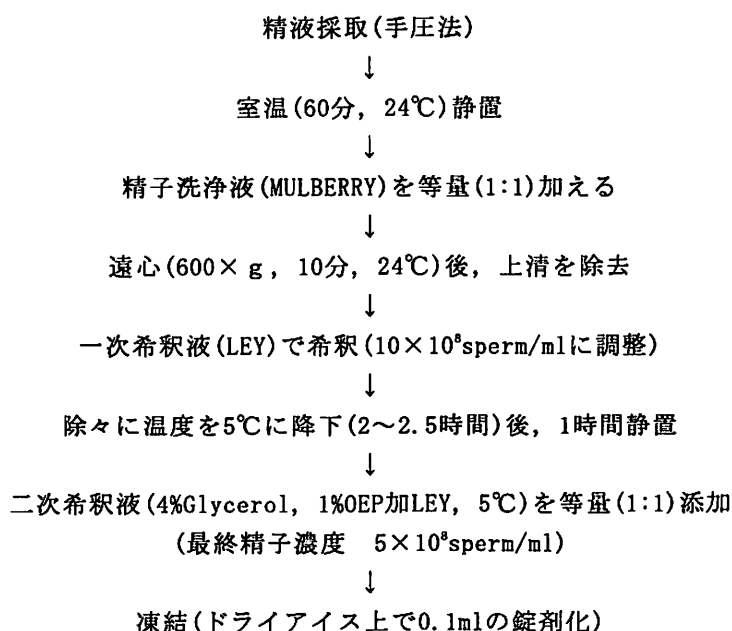 精液採取(手圧法)
↓
室温(60分, 24℃)静置
↓
精子洗浄液(MULBERRY)を等量(1:1)加える
↓
遠心(600×g, 10分, 24℃)後, 上清を除去
↓
一次希釈液(LEY)で希釈(10×10⁸sperm/mlに調整)
↓
除々に温度を5℃に降下(2～2.5時間)後, 1時間静置
↓
二次希釈液(4%Glycerol, 1%OEP加LEY, 5℃)を等量(1:1)添加
(最終精子濃度 5×10⁸sperm/ml)
↓
凍結(ドライアイス上で0.1mlの錠剤化)